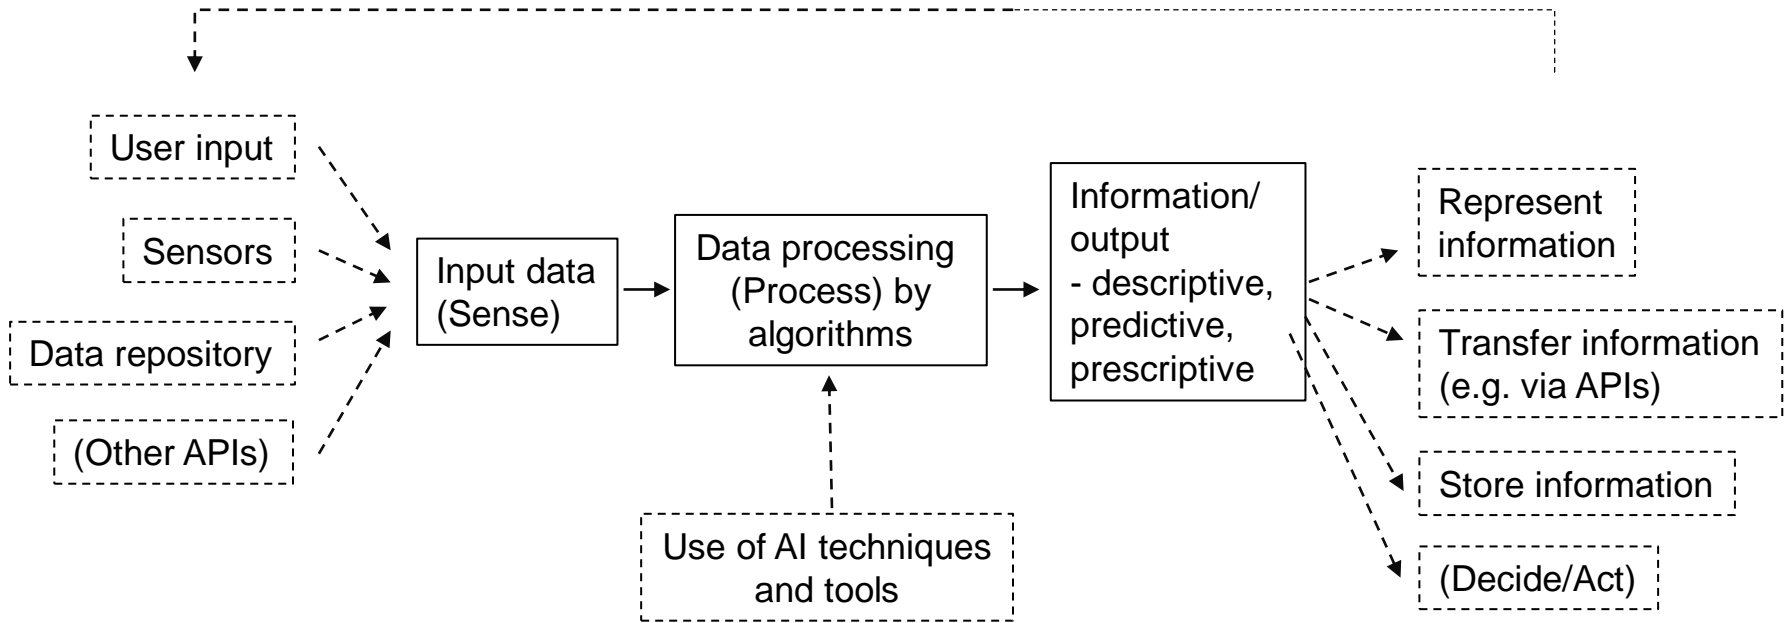 User input
Sensors
Data repository
(Other APIs)
Input data
(Sense)
Data processing
(Process) by
algorithms
Use of AI techniques
and tools
Information/
output
- descriptive,
predictive,
prescriptive
Represent
information
Transfer information
(e.g. via APIs)
Store information
(Decide/Act)